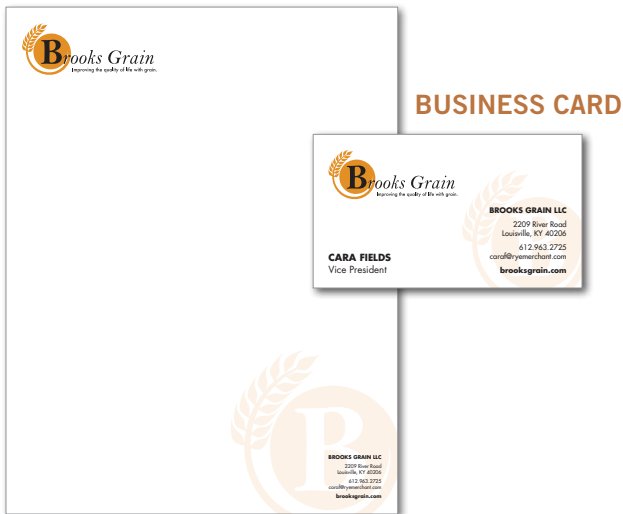 Brooks Grain
Improving the quality of life with grain.
BUSINESS CARD
Brooks Grain
Improving the quality of life with grain.
BROOKS GRAIN LLC
2209 River Road
Louisville, KY 40206
612.963.2725
caraf@ryemerchant.com
brooksgrain.com
CARA FIELDS
Vice President
B
BROOKS GRAIN LLC
2209 River Road
Louisville, KY 40206
612.963.2725
caraf@ryemerchant.com
brooksgrain.com